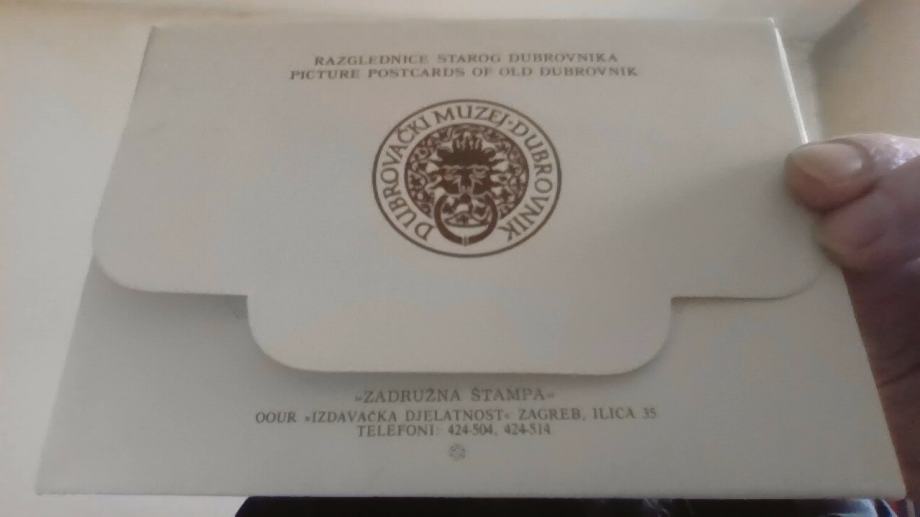 RAZGLEDNICE STAROG DUBROVNIKA
PICTURE POSTCARDS OF OLD DUBROVNIK
DUBROVAČKI MUZEJ · DUBROVNIK
»ZADRUŽNA ŠTAMPA«
OOUR »IZDAVAČKA DJELATNOST« ZAGREB, ILICA 35
TELEFONI: 424-504, 424-514